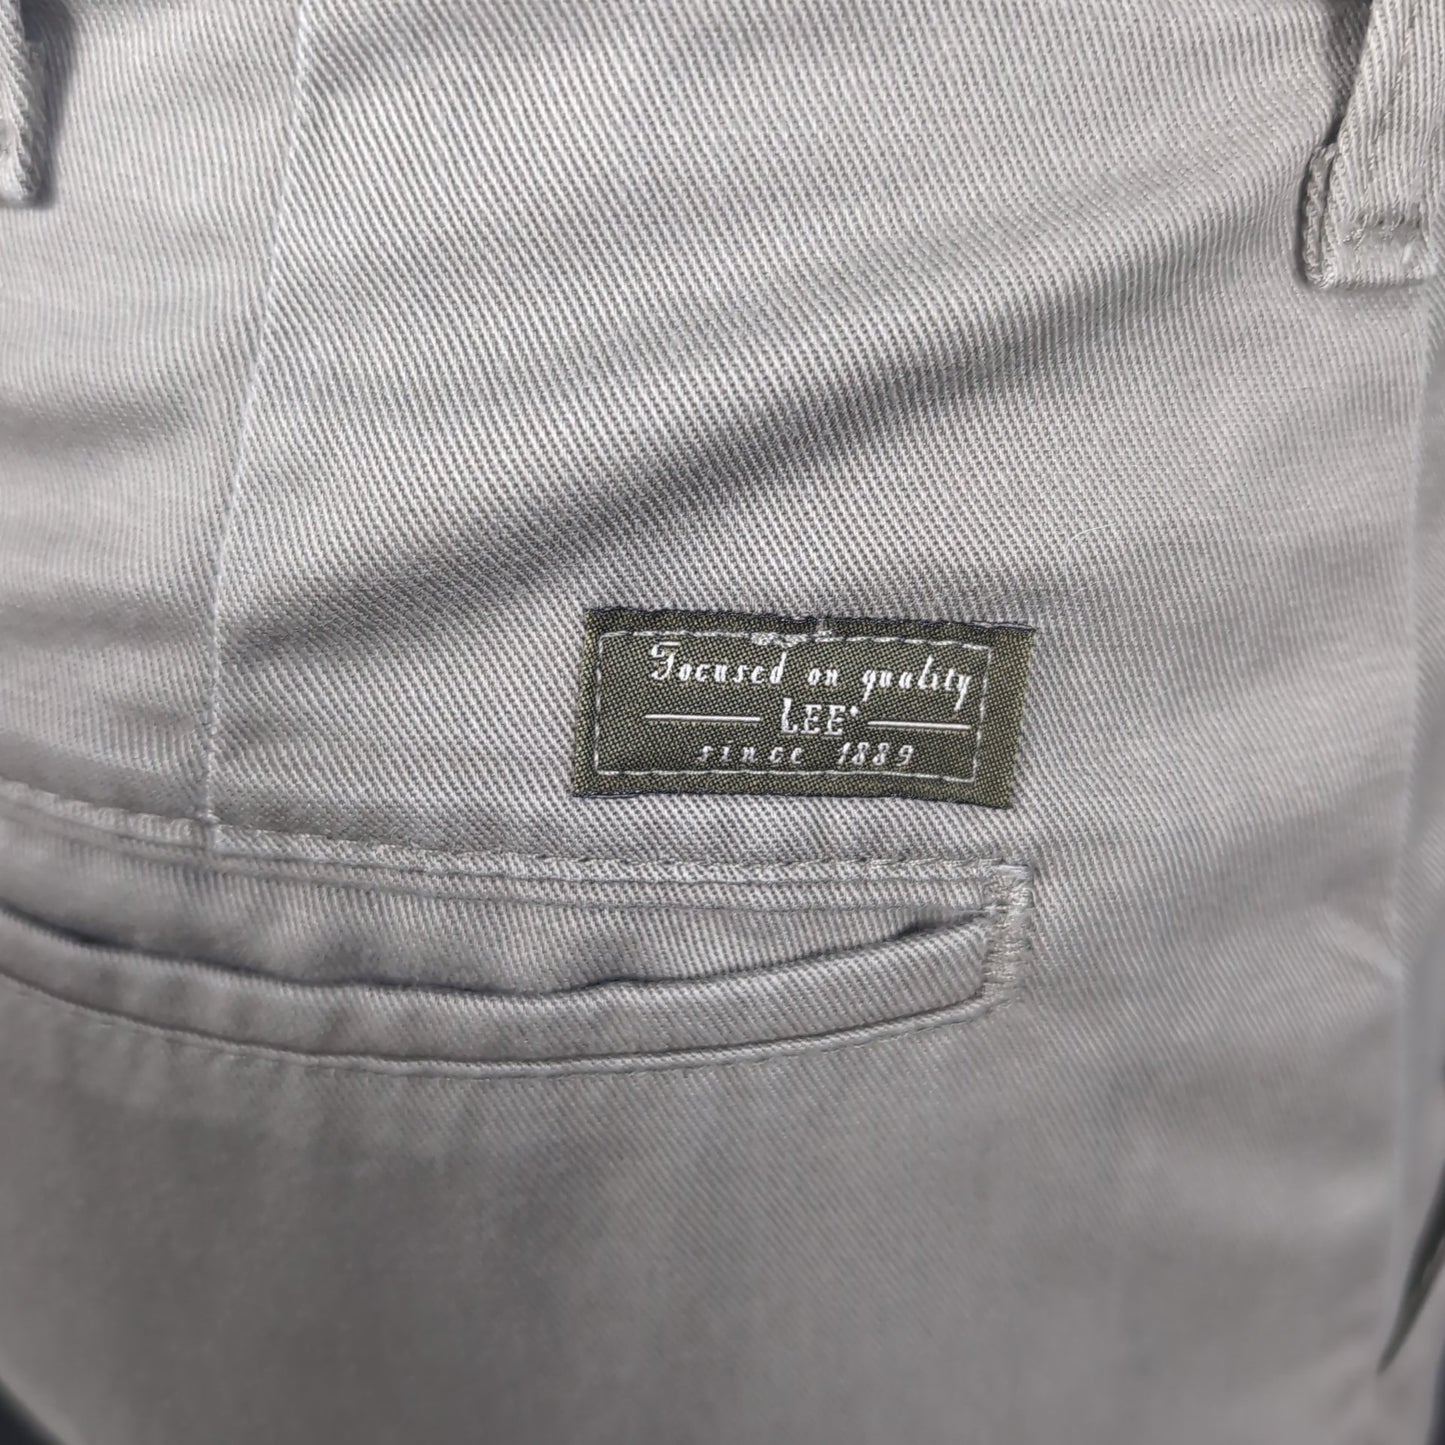 Focused on quality
LEE
since 1889